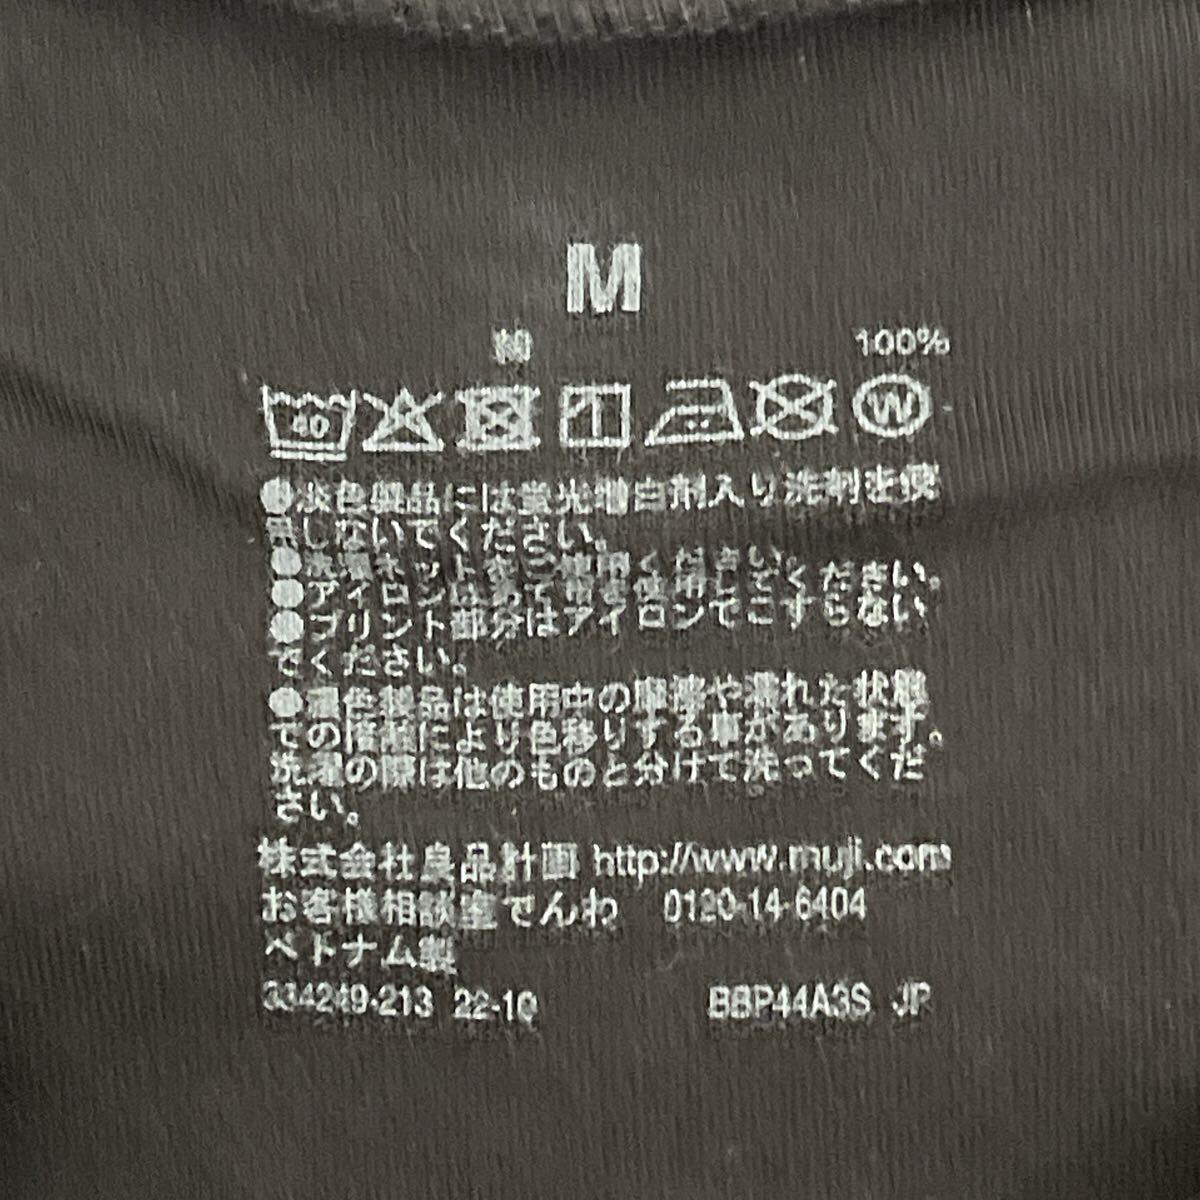 M
綿 100%
40 W
●淡色製品には蛍光増白剤入り洗剤を使
用しないでください。
●洗濯ネットをご使用ください。
●アイロンはあて布を使用してください。
●プリント部分はアイロンでこすらない
でください。
●濃色製品は使用中の摩擦や濡れた状態
での接触により色移りする事があります。
洗濯の際は他のものと分けて洗ってくだ
さい。
株式会社良品計画 http://www.muji.com
お客様相談室でんわ 0120-14-6404
ベトナム製
334249-213 22-10 BBP44A3S JP